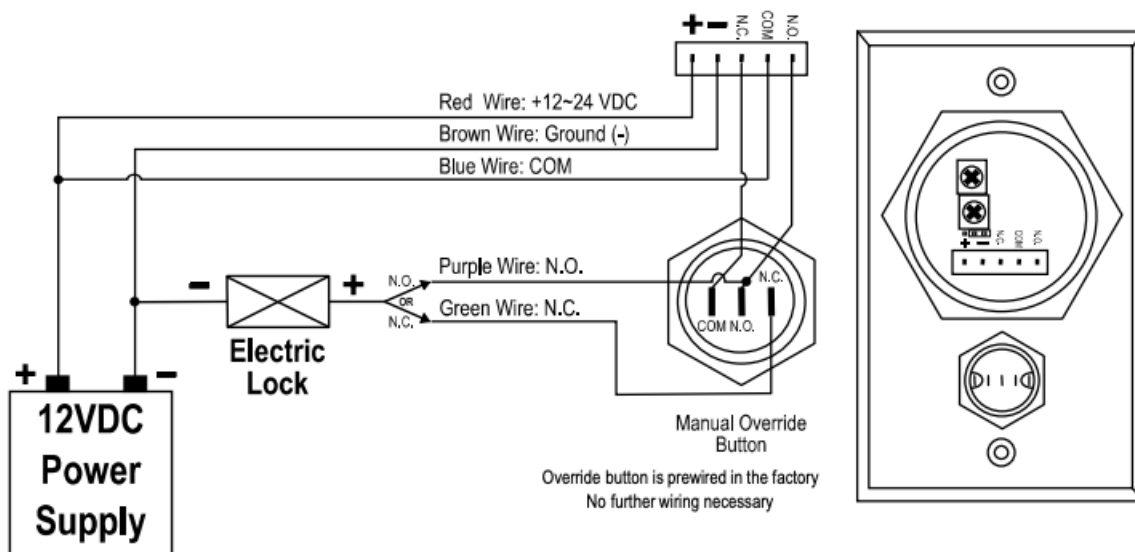 + − N.C. COM N.O.
Red Wire: +12~24 VDC
Brown Wire: Ground (-)
Blue Wire: COM
Purple Wire: N.O.
Green Wire: N.C.
− +
N.O.
OR
N.C.
Electric
Lock
N.C.
COM N.O.
Manual Override
Button
Override button is prewired in the factory
No further wiring necessary
+ −
12VDC
Power
Supply
+ − N.C. COM N.O.